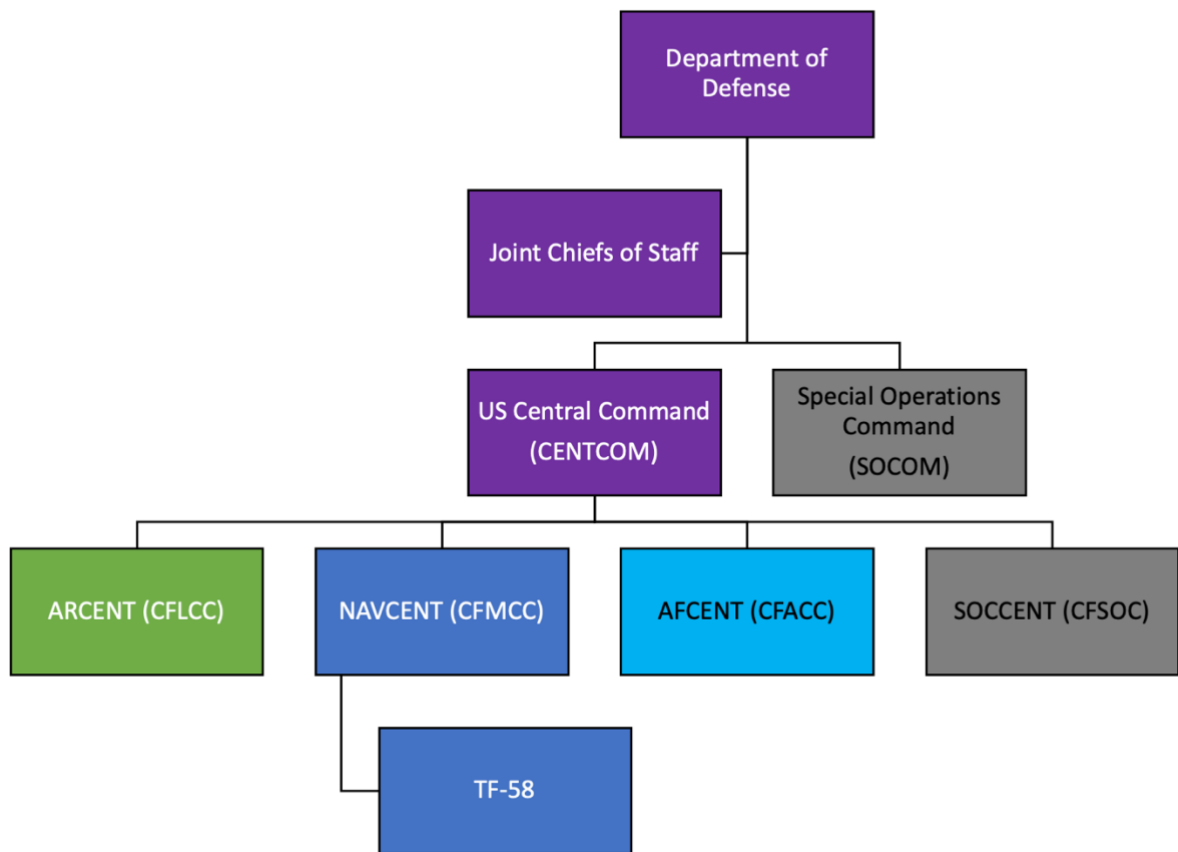 Department of
Defense
Joint Chiefs of Staff
US Central Command
(CENTCOM)
Special Operations
Command
(SOCOM)
ARCENT (CFLCC)
NAVCENT (CFMCC)
AFCENT (CFACC)
SOCCENT (CFSOC)
TF-58